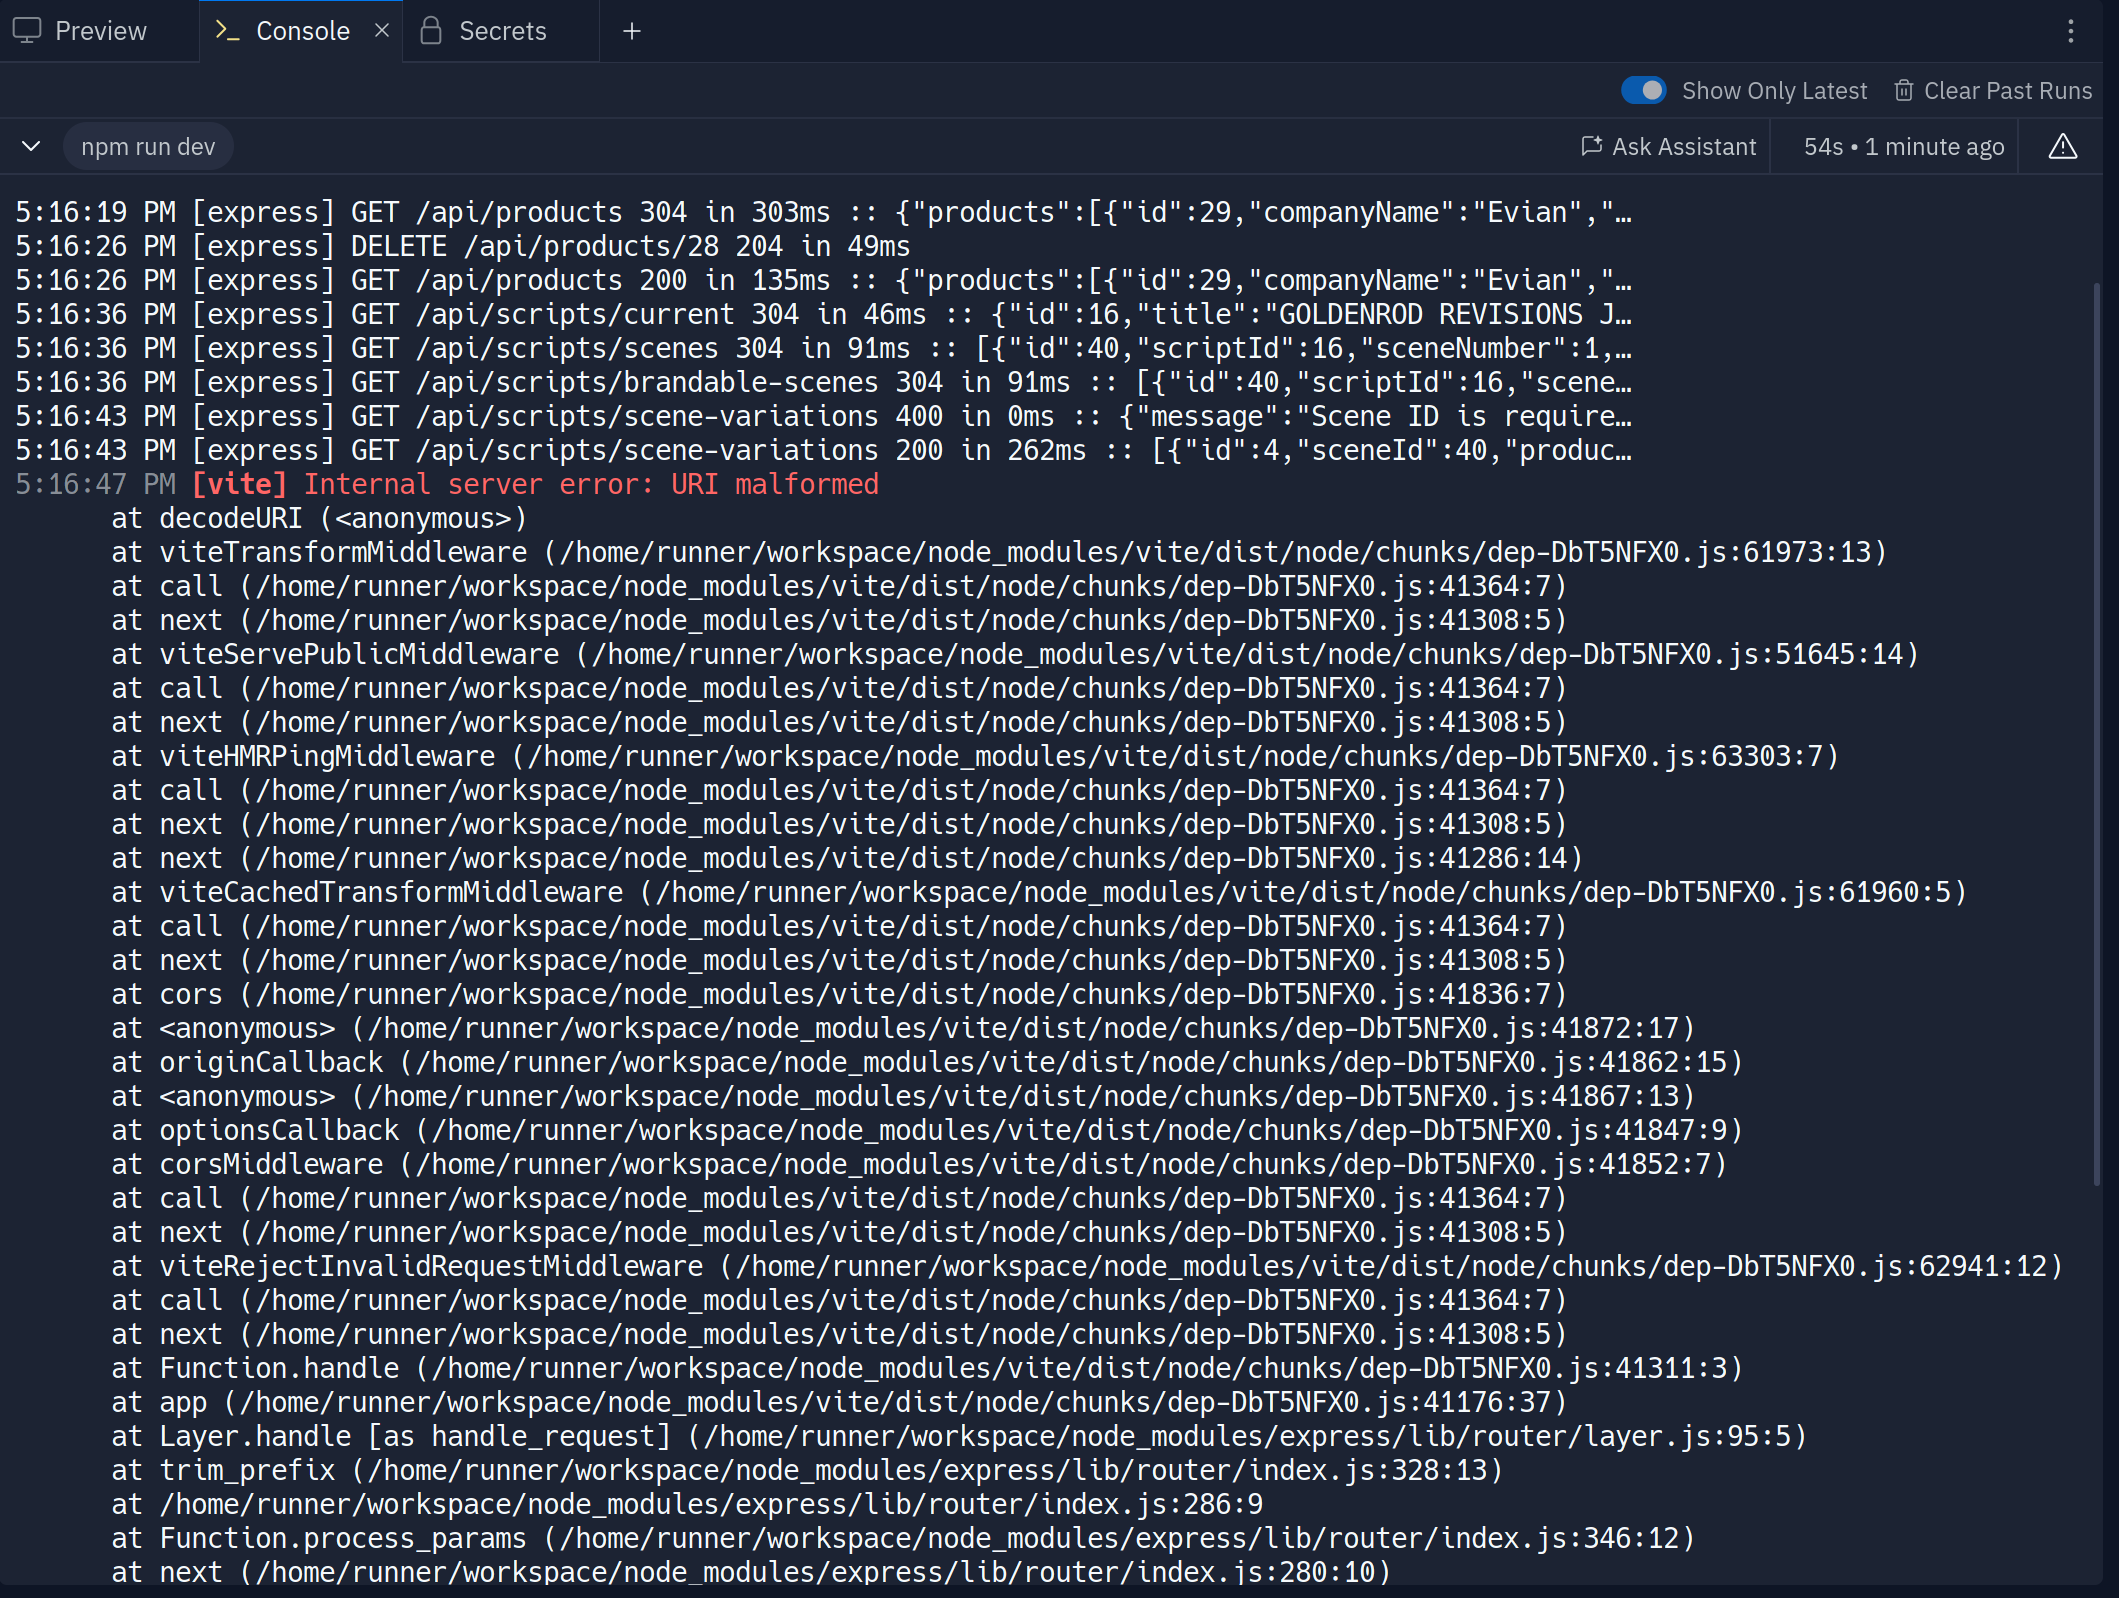 Preview
Console
Secrets
Show Only Latest
Clear Past Runs
npm run dev
Ask Assistant
54s • 1 minute ago
5:16:19 PM [express] GET /api/products 304 in 303ms :: {"products":[{"id":29,"companyName":"Evian","…
5:16:26 PM [express] DELETE /api/products/28 204 in 49ms
5:16:26 PM [express] GET /api/products 200 in 135ms :: {"products":[{"id":29,"companyName":"Evian","…
5:16:36 PM [express] GET /api/scripts/current 304 in 46ms :: {"id":16,"title":"GOLDENROD REVISIONS J…
5:16:36 PM [express] GET /api/scripts/scenes 304 in 91ms :: [{"id":40,"scriptId":16,"sceneNumber":1,…
5:16:36 PM [express] GET /api/scripts/brandable-scenes 304 in 91ms :: [{"id":40,"scriptId":16,"scene…
5:16:43 PM [express] GET /api/scripts/scene-variations 400 in 0ms :: {"message":"Scene ID is require…
5:16:43 PM [express] GET /api/scripts/scene-variations 200 in 262ms :: [{"id":4,"sceneId":40,"produc…
5:16:47 PM [vite] Internal server error: URI malformed
at decodeURI (<anonymous>)
at viteTransformMiddleware (/home/runner/workspace/node_modules/vite/dist/node/chunks/dep-DbT5NFX0.js:61973:13)
at call (/home/runner/workspace/node_modules/vite/dist/node/chunks/dep-DbT5NFX0.js:41364:7)
at next (/home/runner/workspace/node_modules/vite/dist/node/chunks/dep-DbT5NFX0.js:41308:5)
at viteServePublicMiddleware (/home/runner/workspace/node_modules/vite/dist/node/chunks/dep-DbT5NFX0.js:51645:14)
at call (/home/runner/workspace/node_modules/vite/dist/node/chunks/dep-DbT5NFX0.js:41364:7)
at next (/home/runner/workspace/node_modules/vite/dist/node/chunks/dep-DbT5NFX0.js:41308:5)
at viteHMRPingMiddleware (/home/runner/workspace/node_modules/vite/dist/node/chunks/dep-DbT5NFX0.js:63303:7)
at call (/home/runner/workspace/node_modules/vite/dist/node/chunks/dep-DbT5NFX0.js:41364:7)
at next (/home/runner/workspace/node_modules/vite/dist/node/chunks/dep-DbT5NFX0.js:41308:5)
at next (/home/runner/workspace/node_modules/vite/dist/node/chunks/dep-DbT5NFX0.js:41286:14)
at viteCachedTransformMiddleware (/home/runner/workspace/node_modules/vite/dist/node/chunks/dep-DbT5NFX0.js:61960:5)
at call (/home/runner/workspace/node_modules/vite/dist/node/chunks/dep-DbT5NFX0.js:41364:7)
at next (/home/runner/workspace/node_modules/vite/dist/node/chunks/dep-DbT5NFX0.js:41308:5)
at cors (/home/runner/workspace/node_modules/vite/dist/node/chunks/dep-DbT5NFX0.js:41836:7)
at <anonymous> (/home/runner/workspace/node_modules/vite/dist/node/chunks/dep-DbT5NFX0.js:41872:17)
at originCallback (/home/runner/workspace/node_modules/vite/dist/node/chunks/dep-DbT5NFX0.js:41862:15)
at <anonymous> (/home/runner/workspace/node_modules/vite/dist/node/chunks/dep-DbT5NFX0.js:41867:13)
at optionsCallback (/home/runner/workspace/node_modules/vite/dist/node/chunks/dep-DbT5NFX0.js:41847:9)
at corsMiddleware (/home/runner/workspace/node_modules/vite/dist/node/chunks/dep-DbT5NFX0.js:41852:7)
at call (/home/runner/workspace/node_modules/vite/dist/node/chunks/dep-DbT5NFX0.js:41364:7)
at next (/home/runner/workspace/node_modules/vite/dist/node/chunks/dep-DbT5NFX0.js:41308:5)
at viteRejectInvalidRequestMiddleware (/home/runner/workspace/node_modules/vite/dist/node/chunks/dep-DbT5NFX0.js:62941:12)
at call (/home/runner/workspace/node_modules/vite/dist/node/chunks/dep-DbT5NFX0.js:41364:7)
at next (/home/runner/workspace/node_modules/vite/dist/node/chunks/dep-DbT5NFX0.js:41308:5)
at Function.handle (/home/runner/workspace/node_modules/vite/dist/node/chunks/dep-DbT5NFX0.js:41311:3)
at app (/home/runner/workspace/node_modules/vite/dist/node/chunks/dep-DbT5NFX0.js:41176:37)
at Layer.handle [as handle_request] (/home/runner/workspace/node_modules/express/lib/router/layer.js:95:5)
at trim_prefix (/home/runner/workspace/node_modules/express/lib/router/index.js:328:13)
at /home/runner/workspace/node_modules/express/lib/router/index.js:286:9
at Function.process_params (/home/runner/workspace/node_modules/express/lib/router/index.js:346:12)
at next (/home/runner/workspace/node_modules/express/lib/router/index.js:280:10)